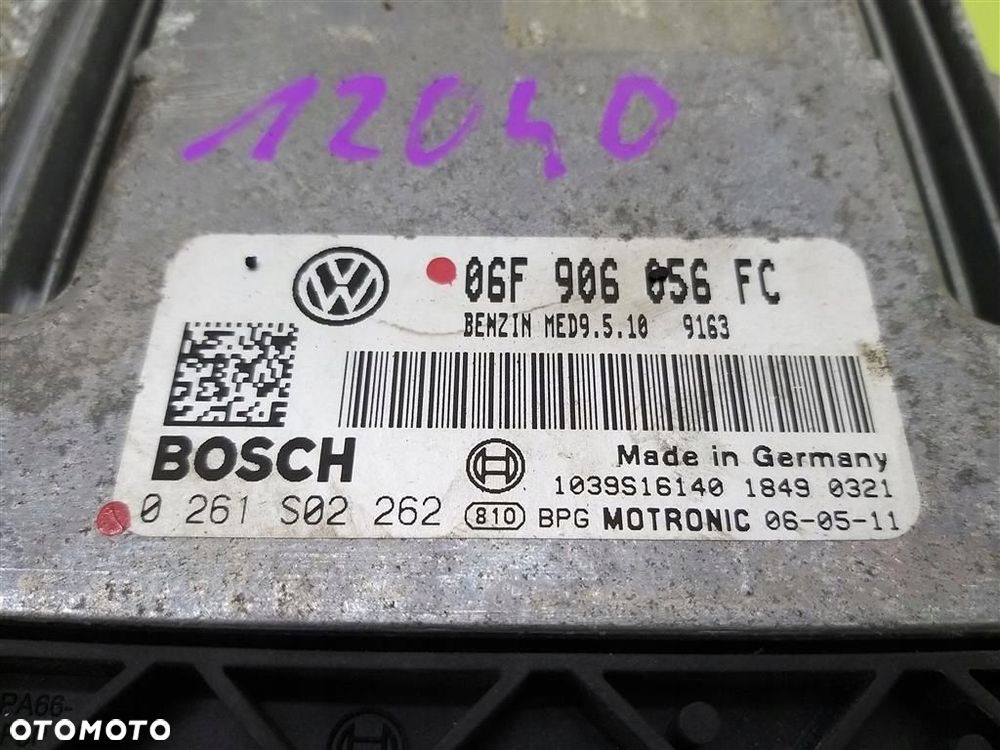 12040
06F 906 056 FC
BENZIN MED9.5.10 9163
BOSCH
Made in Germany
1039S16140 1849 0321
0 261 S02 262 810 BPG MOTRONIC 06-05-11
PA66-
OTOMOTO